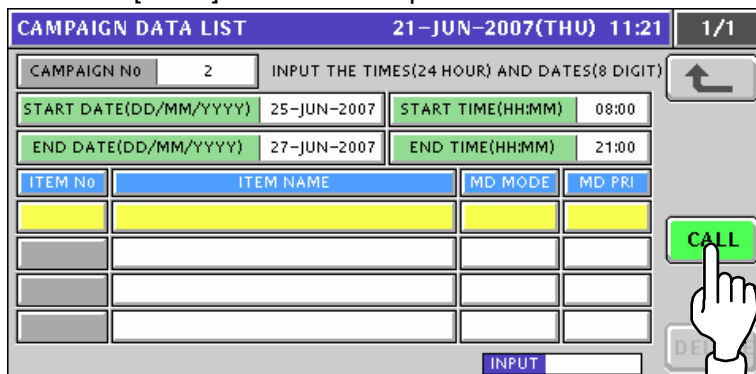 CAMPAIGN DATA LIST 21-JUN-2007(THU) 11:21 1/1
CAMPAIGN No 2 INPUT THE TIMES(24 HOUR) AND DATES(8 DIGIT)
START DATE(DD/MM/YYYY) 25-JUN-2007 START TIME(HH:MM) 08:00
END DATE(DD/MM/YYYY) 27-JUN-2007 END TIME(HH:MM) 21:00
ITEM No ITEM NAME MD MODE MD PRI
CALL
INPUT